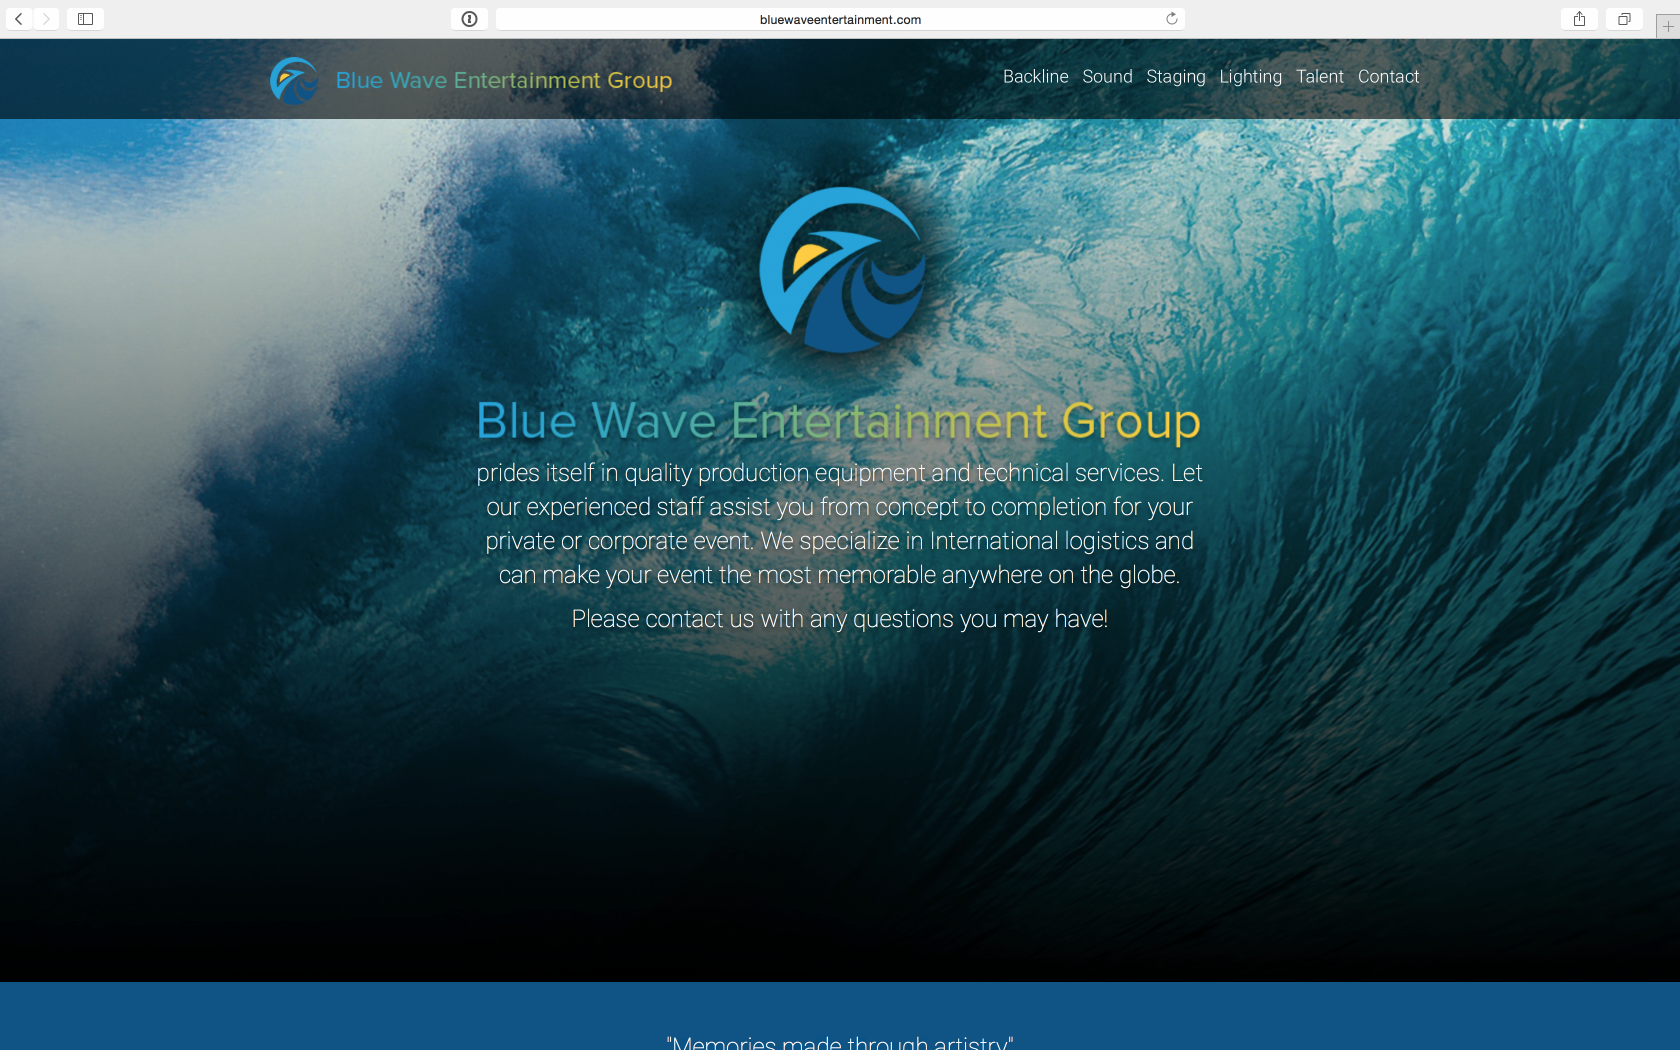 bluewaveentertainment.com
Blue Wave Entertainment Group
Backline Sound Staging Lighting Talent Contact
Blue Wave Entertainment Group
prides itself in quality production equipment and technical services. Let
our experienced staff assist you from concept to completion for your
private or corporate event. We specialize in International logistics and
can make your event the most memorable anywhere on the globe.
Please contact us with any questions you may have!
"Memories made through artistry"